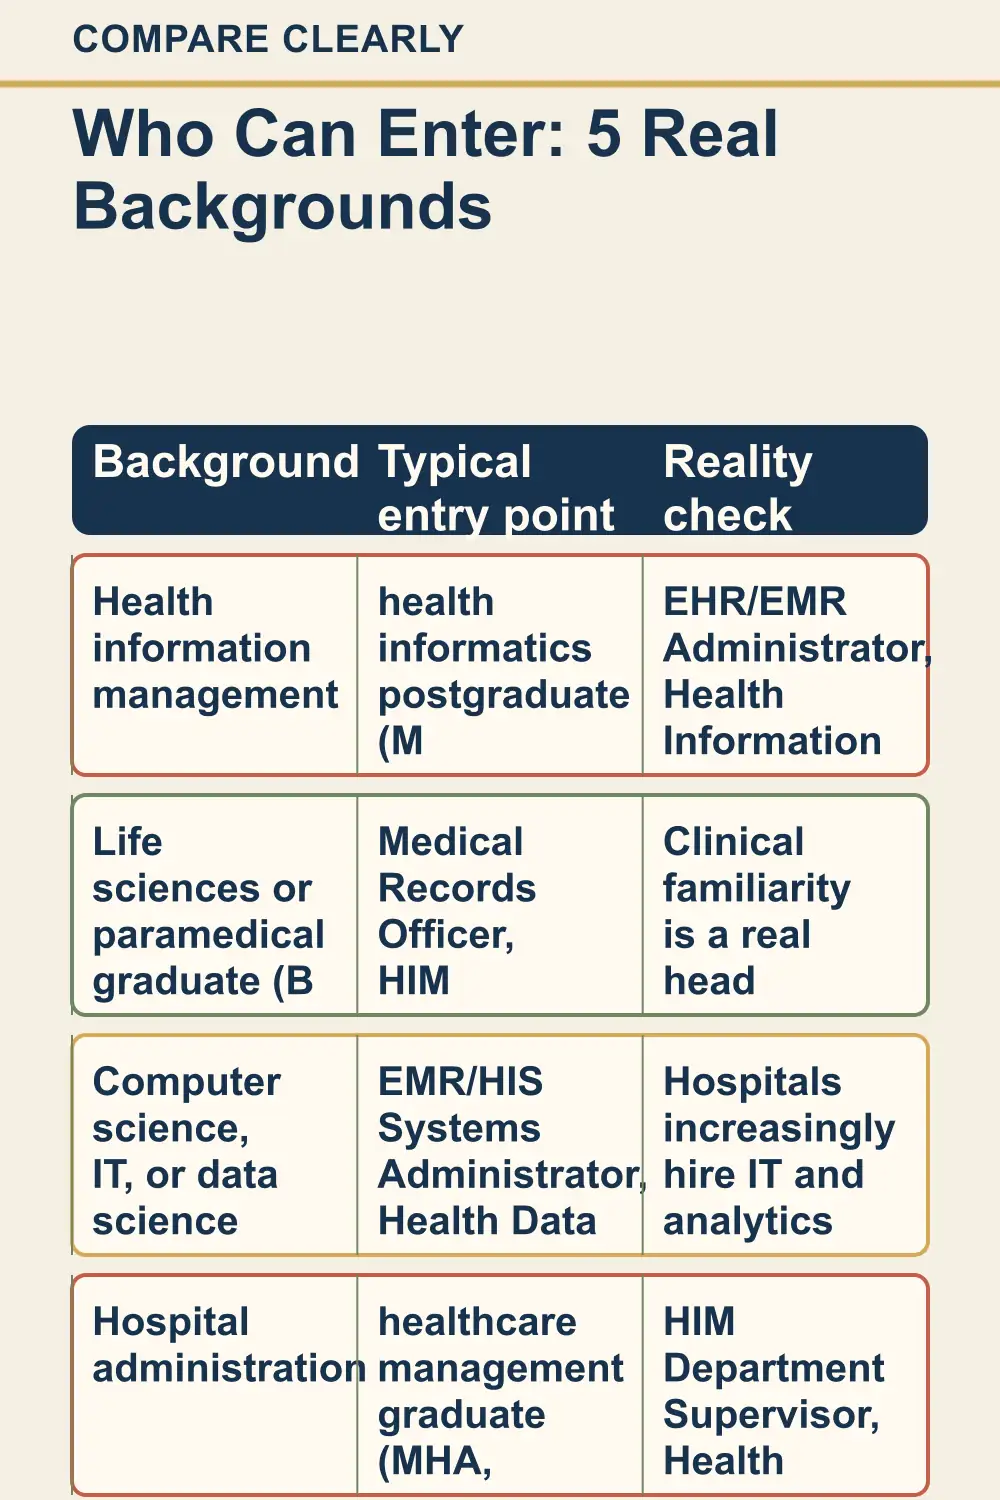 COMPARE CLEARLY
Who Can Enter: 5 Real
Backgrounds
Background
Typical
entry point
Reality
check
Health
information
management
health
informatics
postgraduate
(M
EHR/EMR
Administrator,
Health
Information
Life
sciences or
paramedical
graduate (B
Medical
Records
Officer,
HIM
Clinical
familiarity
is a real
head
Computer
science,
IT, or data
science
EMR/HIS
Systems
Administrator,
Health Data
Hospitals
increasingly
hire IT and
analytics
Hospital
administration
healthcare
management
graduate
(MHA,
HIM
Department
Supervisor,
Health